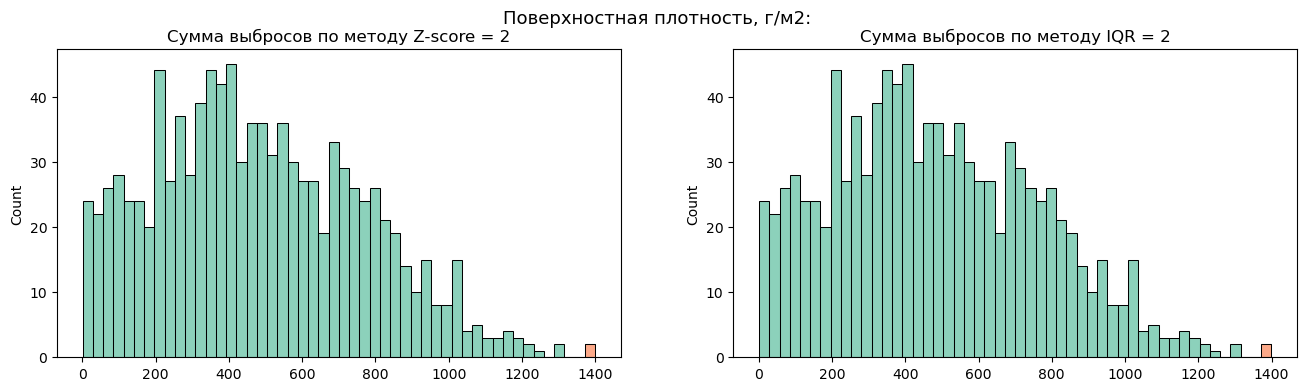 Поверхностная плотность, г/м2:
Сумма выбросов по методу Z-score = 2
Count
40
30
20
10
0
0 200 400 600 800 1000 1200 1400
Сумма выбросов по методу IQR = 2
Count
40
30
20
10
0
0 200 400 600 800 1000 1200 1400